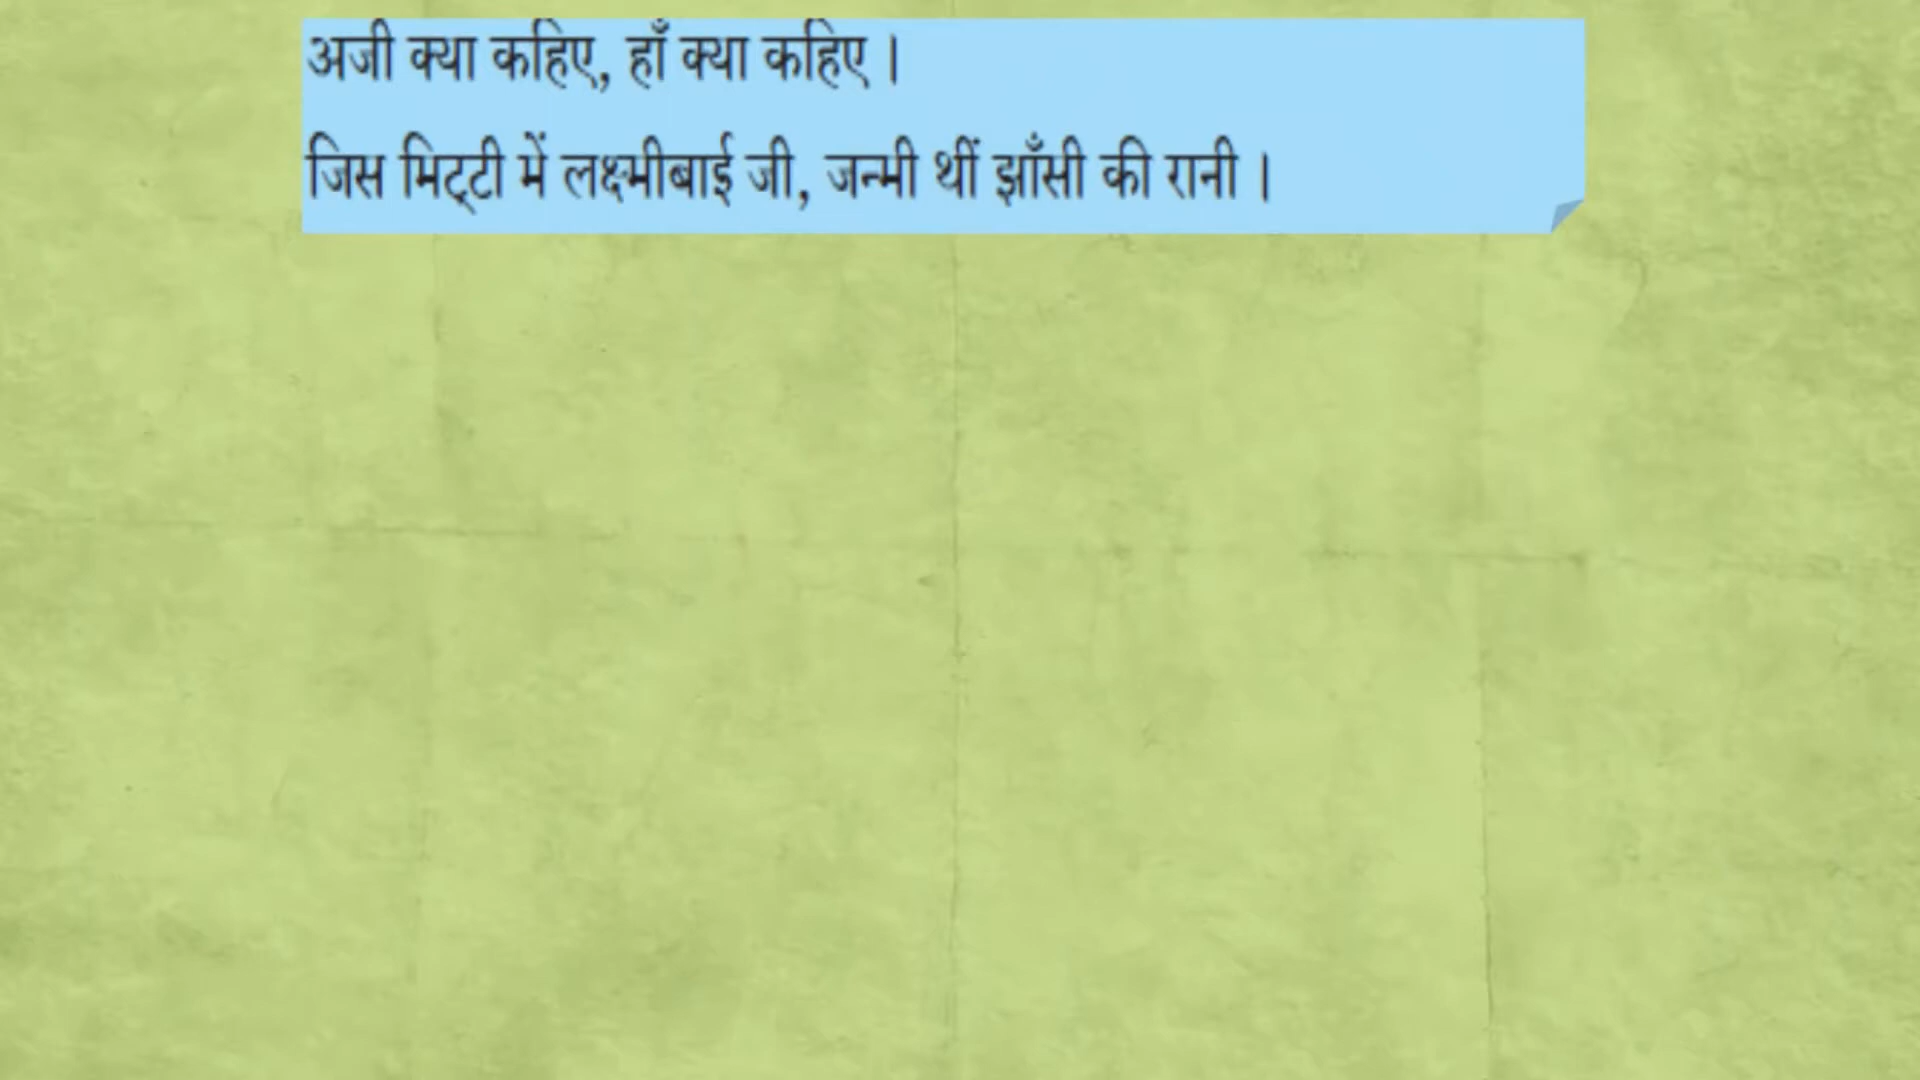 अजी क्या कहिए, हाँ क्या कहिए ।
जिस मिट्टी में लक्ष्मीबाई जी, जन्मी थीं झाँसी की रानी ।